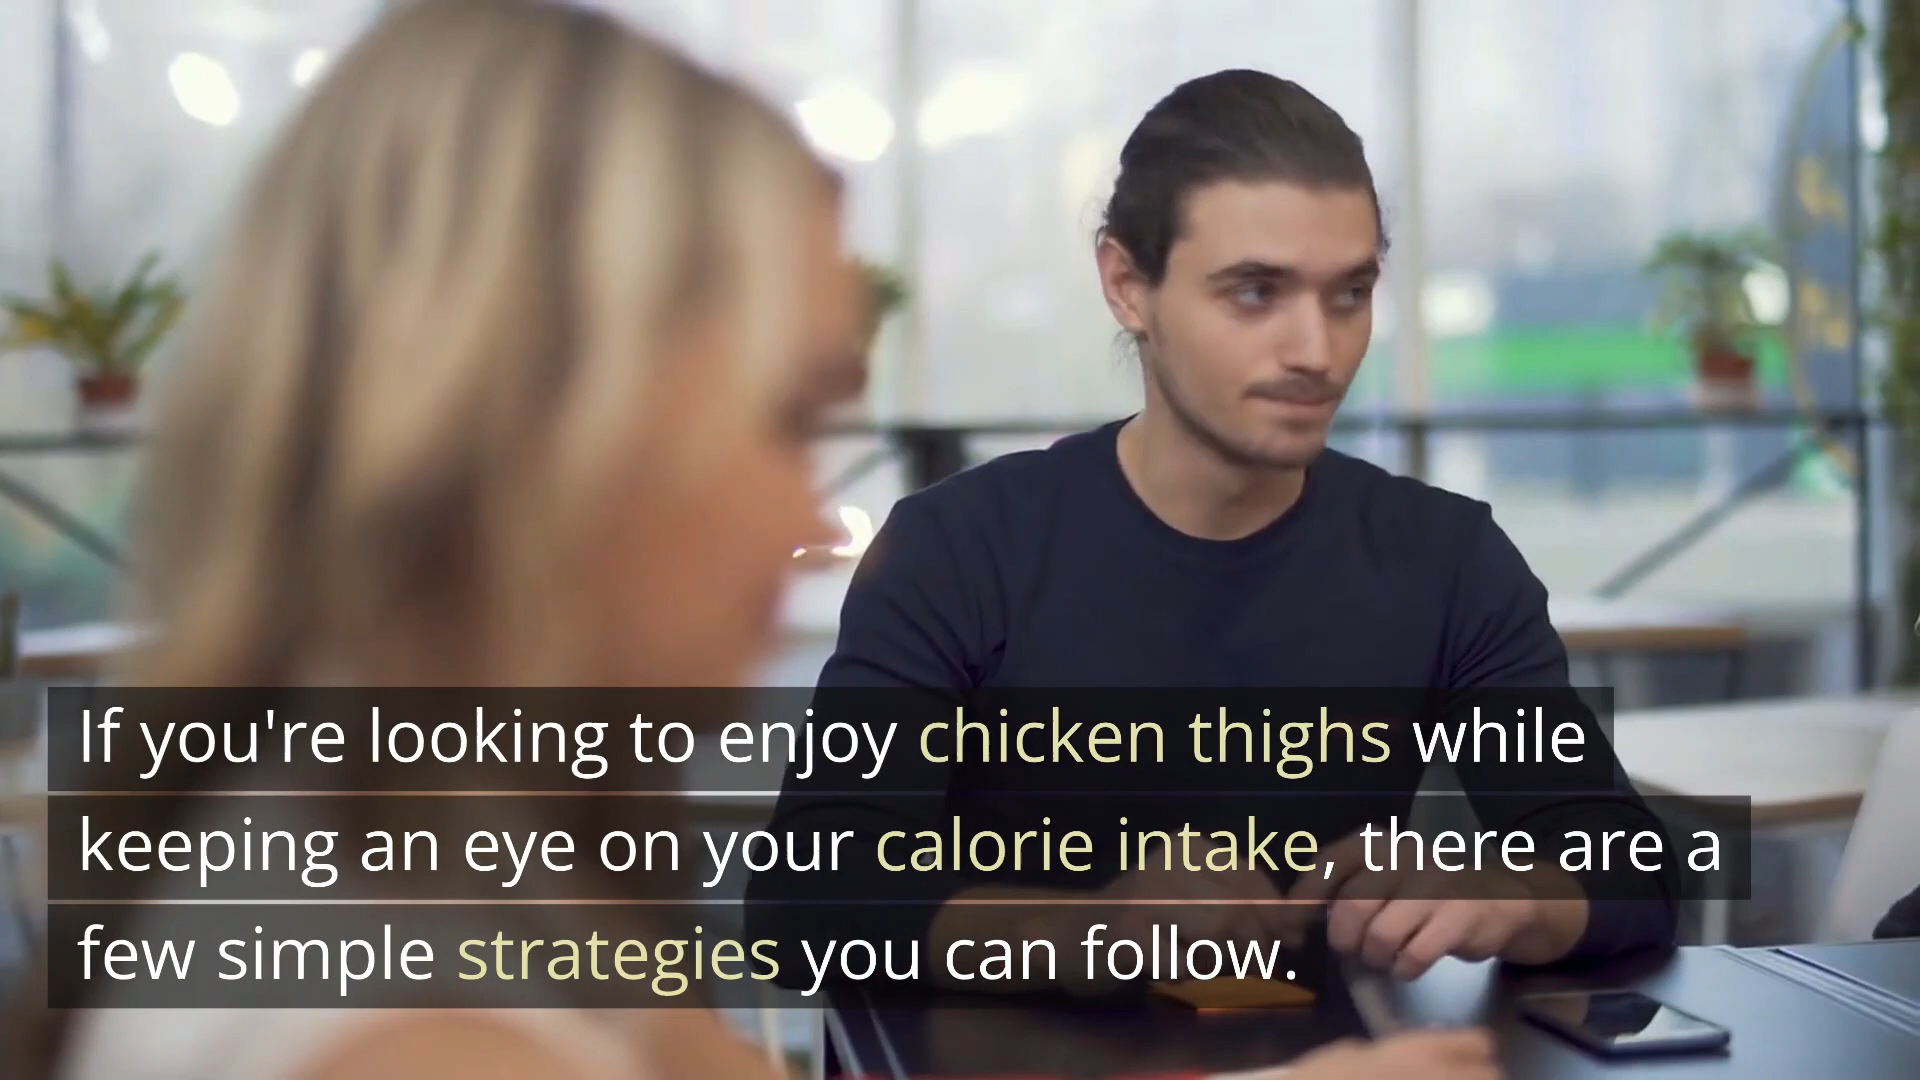 If you're looking to enjoy chicken thighs while
keeping an eye on your calorie intake, there are a
few simple strategies you can follow.